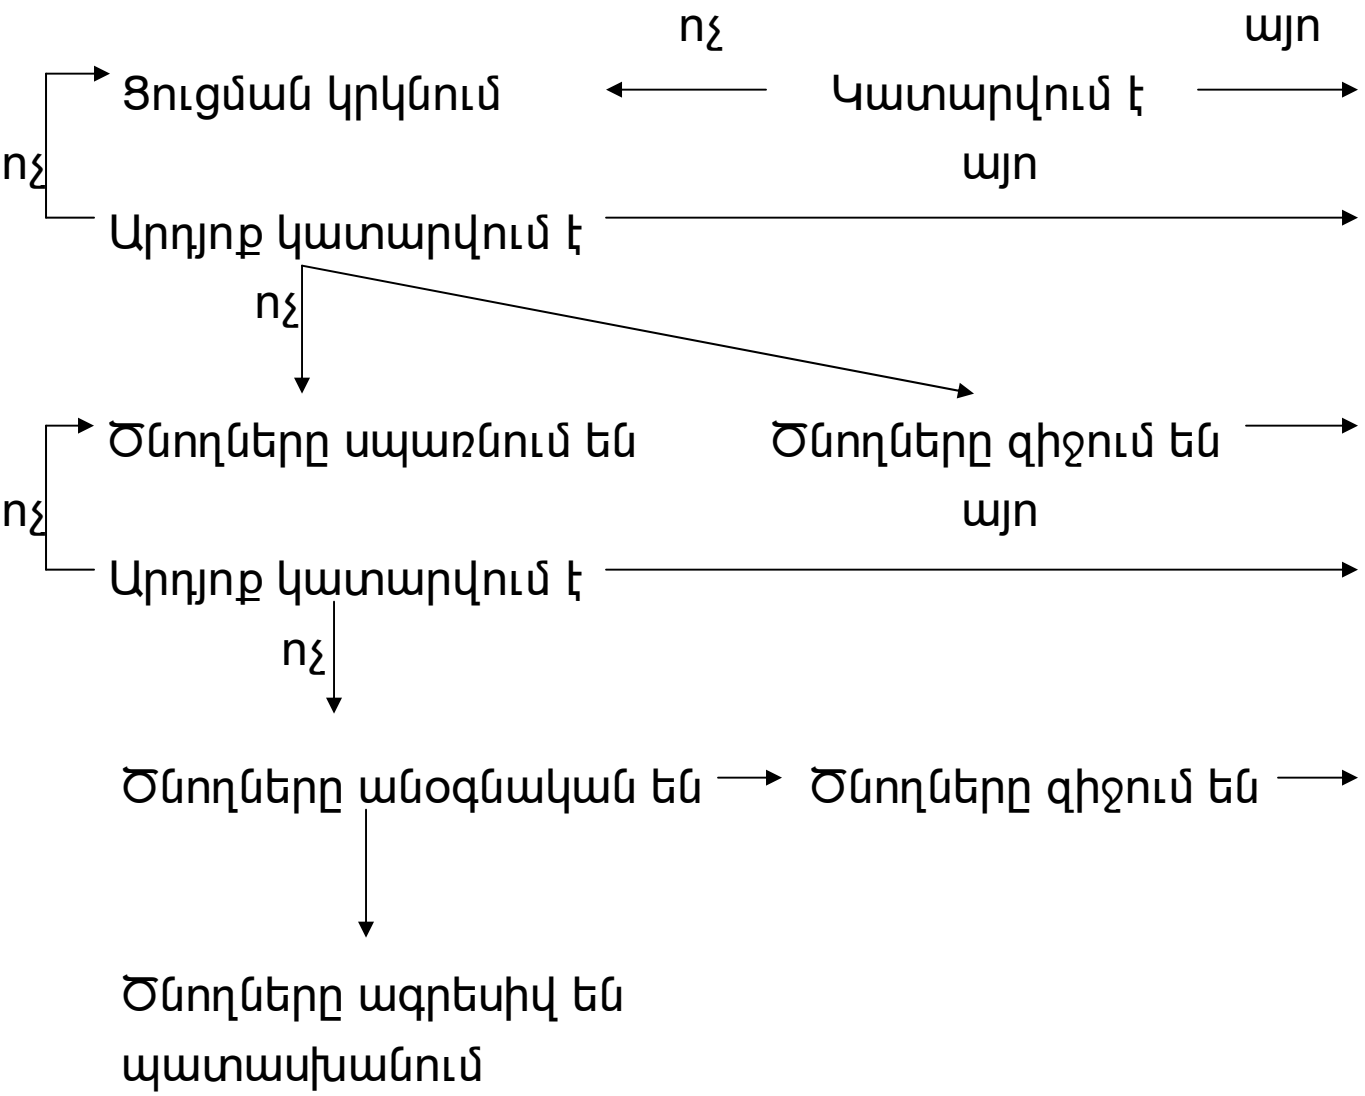 ոչ այո
Ցուցման կրկնում Կատարվում է
ոչ այո
Արդյոք կատարվում է
ոչ
Ծնողները սպառնում են Ծնողները զիջում են
ոչ այո
Արդյոք կատարվում է
ոչ
Ծնողները անօգնական են Ծնողները զիջում են
Ծնողները ագրեսիվ են
պատասխանում